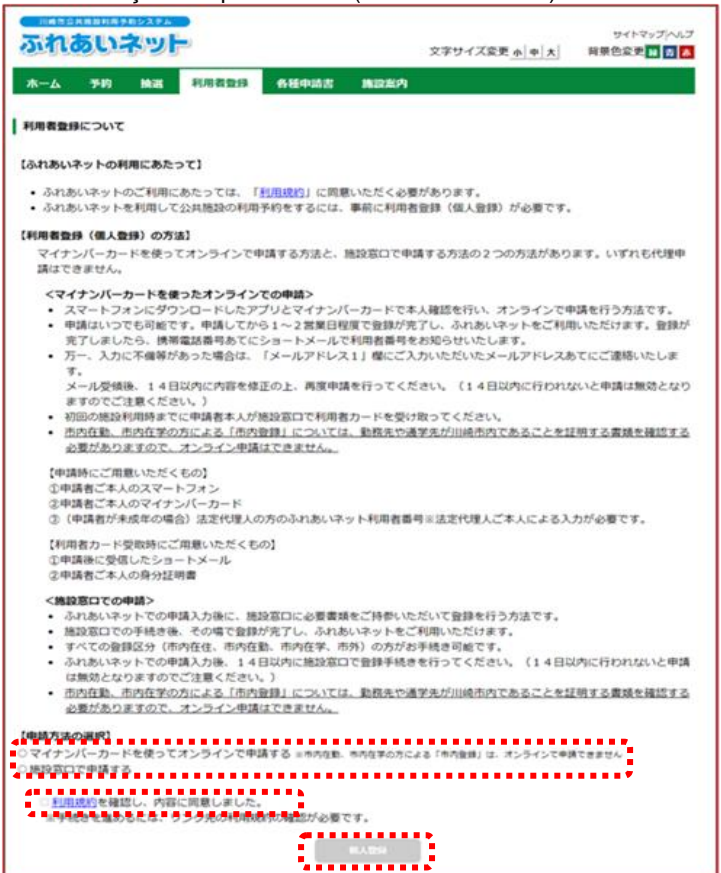 川崎市公共施設利用予約システム
ふれあいネット
サイトマップ|ヘルプ
文字サイズ変更 小 中 大 背景色変更 緑 青 赤
ホーム 予約 抽選 利用者登録 各種申請書 施設案内
利用者登録について
【ふれあいネットの利用にあたって】
• ふれあいネットのご利用にあたっては、「利用規約」に同意いただく必要があります。
• ふれあいネットを利用して公共施設の利用予約をするには、事前に利用者登録（個人登録）が必要です。
【利用者登録（個人登録）の方法】
マイナンバーカードを使ってオンラインで申請する方法と、施設窓口で申請する方法の２つの方法があります。いずれも代理申
請はできません。
＜マイナンバーカードを使ったオンラインでの申請＞
• スマートフォンにダウンロードしたアプリとマイナンバーカードで本人確認を行い、オンラインで申請を行う方法です。
• 申請はいつでも可能です。申請してから１～２営業日程度で登録が完了し、ふれあいネットをご利用いただけます。登録が
完了しましたら、携帯電話番号あてにショートメールで利用者番号をお知らせいたします。
• 万一、入力に不備等があった場合は、「メールアドレス１」欄にご入力いただいたメールアドレスあてにご連絡いたしま
す。
メール受領後、１４日以内に内容を修正の上、再度申請を行ってください。（１４日以内に行われないと申請は無効となり
ますのでご注意ください。）
• 初回の施設利用時までに申請者本人が施設窓口で利用者カードを受け取ってください。
• 市内在勤、市内在学の方による「市内登録」については、勤務先や通学先が川崎市内であることを証明する書類を確認する
必要がありますので、オンライン申請はできません。
【申請時にご用意いただくもの】
①申請者ご本人のスマートフォン
②申請者ご本人のマイナンバーカード
③（申請者が未成年の場合）法定代理人の方のふれあいネット利用者番号※法定代理人ご本人による入力が必要です。
【利用者カード受取時にご用意いただくもの】
①申請後に受信したショートメール
②申請者ご本人の身分証明書
＜施設窓口での申請＞
• ふれあいネットでの申請入力後に、施設窓口に必要書類をご持参いただいて登録を行う方法です。
• 施設窓口での手続き後、その場で登録が完了し、ふれあいネットをご利用いただけます。
• すべての登録区分（市内在住、市内在勤、市内在学、市外）の方がお手続き可能です。
• ふれあいネットでの申請入力後、１４日以内に施設窓口で登録手続きを行ってください。（１４日以内に行われないと申請
は無効となりますのでご注意ください。）
• 市内在勤、市内在学の方による「市内登録」については、勤務先や通学先が川崎市内であることを証明する書類を確認する
必要がありますので、オンライン申請はできません。
【申請方法の選択】
○マイナンバーカードを使ってオンラインで申請する ※市内在勤、市内在学の方による「市内登録」は、オンラインで申請できません
○施設窓口で申請する
利用規約を確認し、内容に同意しました。
※手続きを進めるには、リンク先の利用規約の確認が必要です。
個人登録